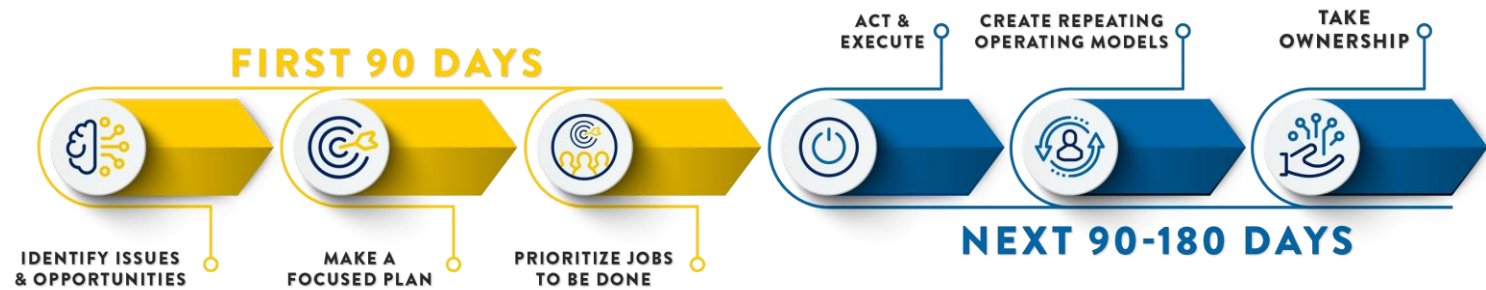 FIRST 90 DAYS
IDENTIFY ISSUES
& OPPORTUNITIES
MAKE A
FOCUSED PLAN
PRIORITIZE JOBS
TO BE DONE
ACT &
EXECUTE
CREATE REPEATING
OPERATING MODELS
TAKE
OWNERSHIP
NEXT 90-180 DAYS